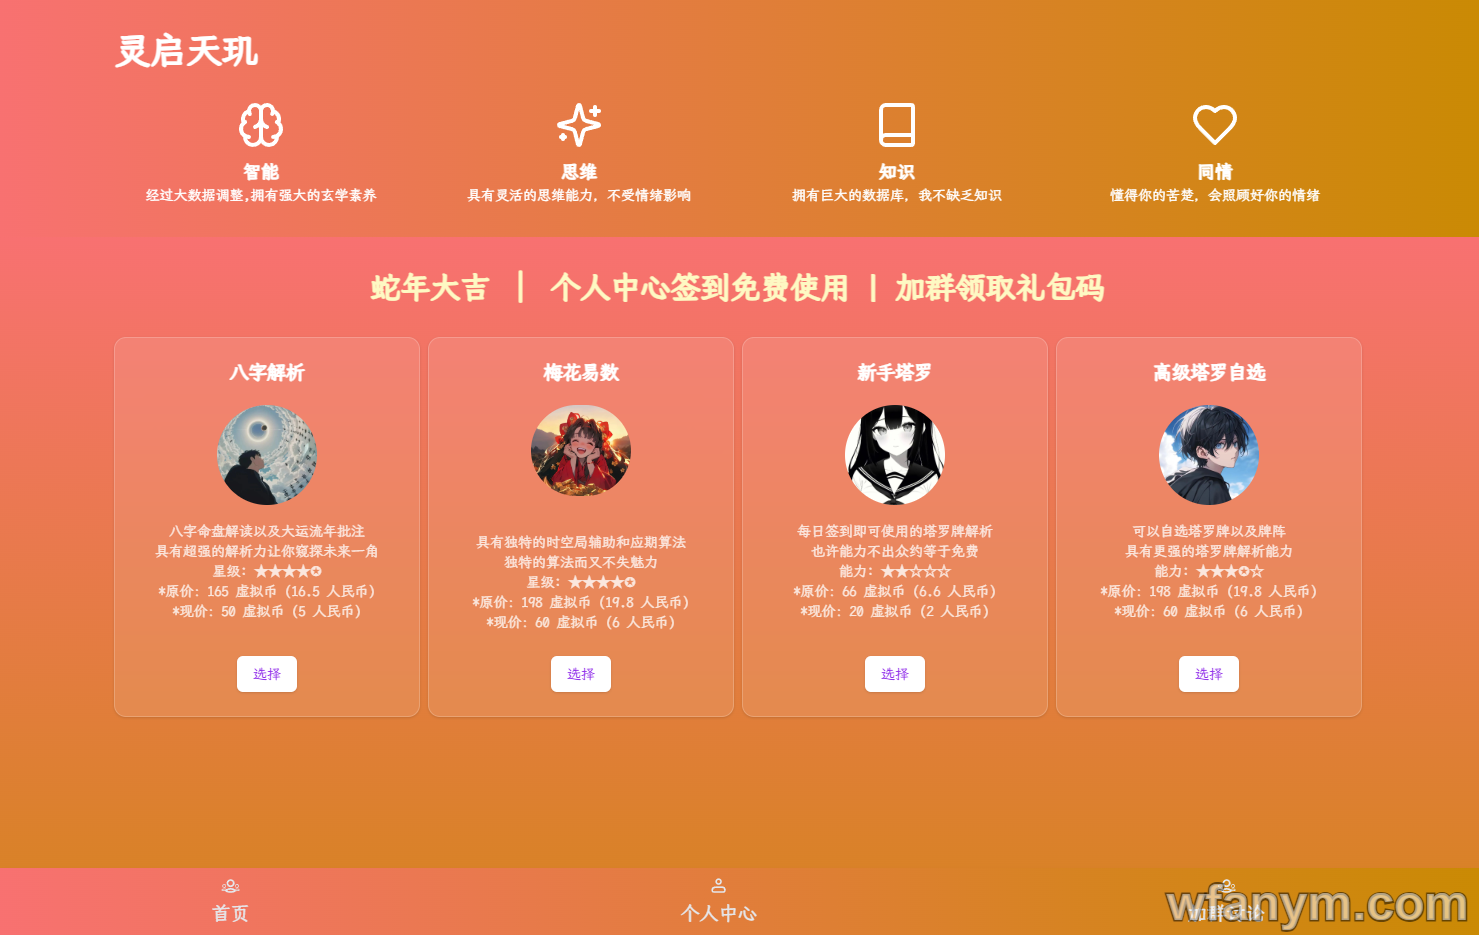 灵启天玑
智能
经过大数据调整,拥有强大的玄学素养
思维
具有灵活的思维能力，不受情绪影响
知识
拥有巨大的数据库，我不缺乏知识
同情
懂得你的苦楚，会照顾好你的情绪
蛇年大吉 | 个人中心签到免费使用 | 加群领取礼包码
八字解析
八字命盘解读以及大运流年批注
具有超强的解析力让你窥探未来一角
星级：★★★★✪
*原价：165 虚拟币（16.5 人民币）
*现价：50 虚拟币（5 人民币）
选择
梅花易数
具有独特的时空局辅助和应期算法
独特的算法而又不失魅力
星级：★★★★✪
*原价：198 虚拟币（19.8 人民币）
*现价：60 虚拟币（6 人民币）
选择
新手塔罗
每日签到即可使用的塔罗牌解析
也许能力不出众约等于免费
能力：★★☆☆☆
*原价：66 虚拟币（6.6 人民币）
*现价：20 虚拟币（2 人民币）
选择
高级塔罗自选
可以自选塔罗牌以及牌阵
具有更强的塔罗牌解析能力
能力：★★★✪☆
*原价：198 虚拟币（19.8 人民币）
*现价：60 虚拟币（6 人民币）
选择
首页
个人中心
wfanym.com